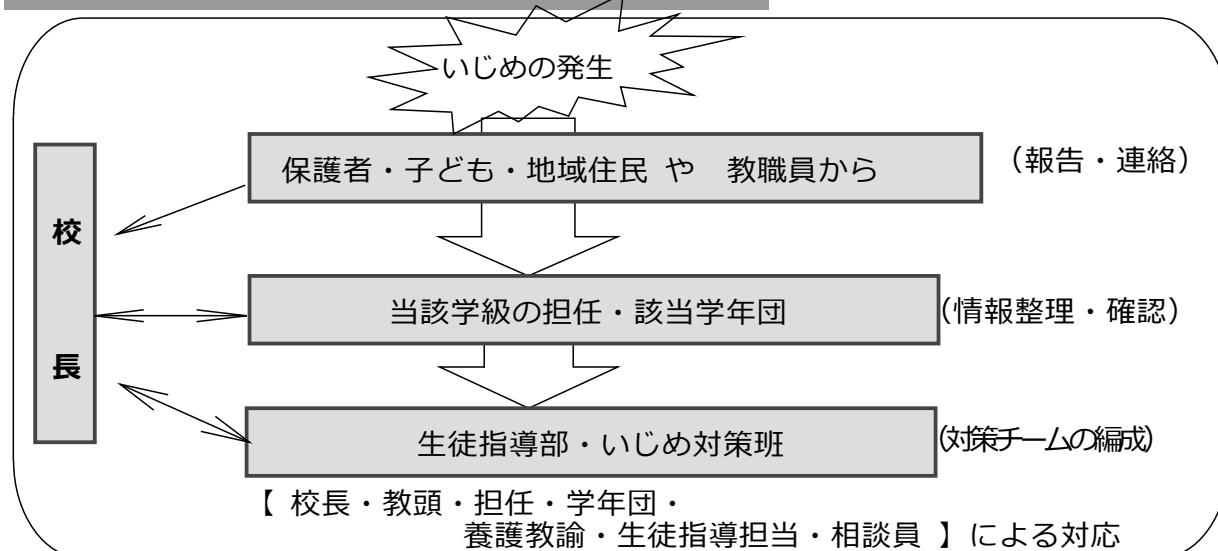 いじめの発生
保護者・子ども・地域住民 や　教職員から
（報告・連絡）
校長
当該学級の担任・該当学年団
（情報整理・確認）
生徒指導部・いじめ対策班
（対策チームの編成）
【 校長・教頭・担任・学年団・
養護教諭・生徒指導担当・相談員 】による対応